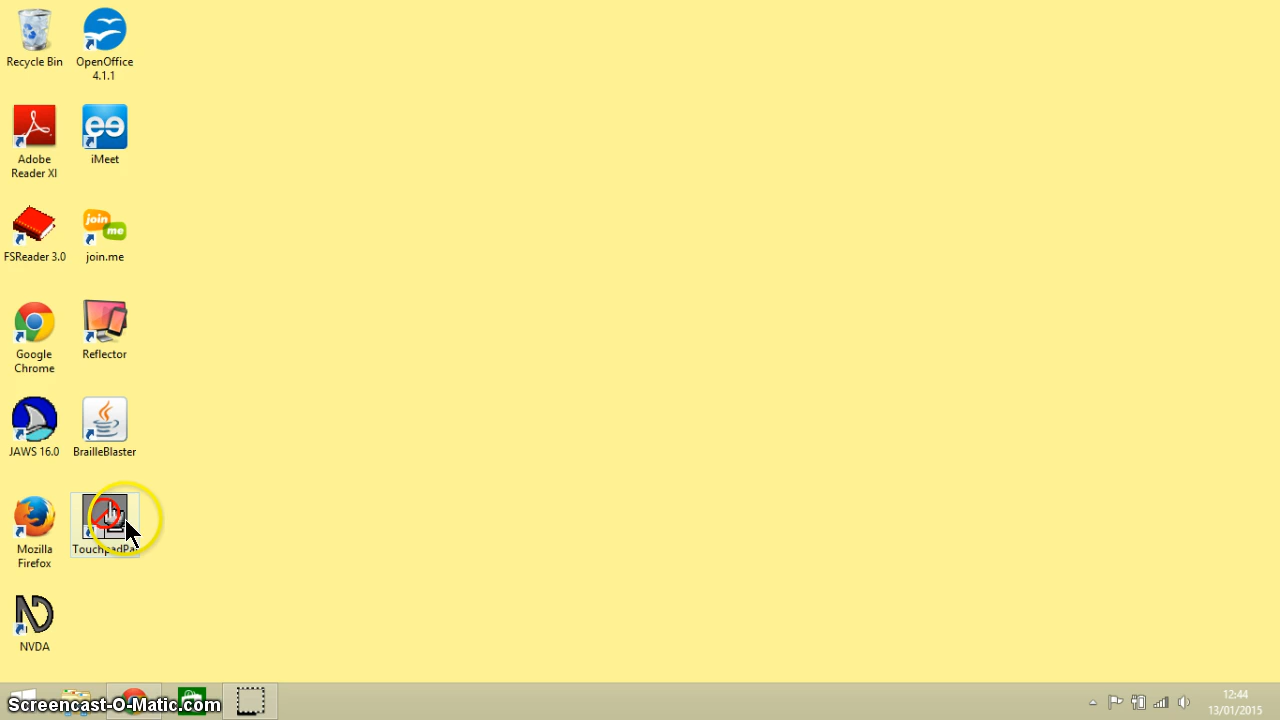 Recycle Bin
OpenOffice
4.1.1
Adobe
Reader XI
iMeet
FSReader 3.0
join
me
join.me
Google
Chrome
Reflector
JAWS 16.0
BrailleBlaster
Mozilla
Firefox
NVDA
Screencast-O-Matic.com
12:44
13/01/2015